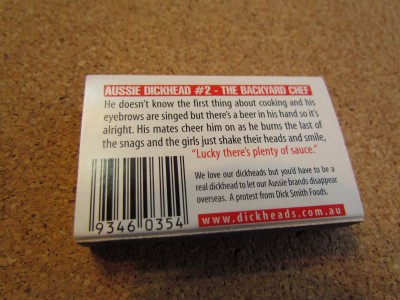 AUSSIE DICKHEAD #2 - THE BACKYARD CHEF
He doesn't know the first thing about cooking and his
eyebrows are singed but there's a beer in his hand so it's
alright. His mates cheer him on as he burns the last of
the snags and the girls just shake their heads and smile,
"Lucky there's plenty of sauce."
We love our dickheads but you'd have to be a
real dickhead to let our Aussie brands disappear
overseas. A protest from Dick Smith Foods.
www.dickheads.com.au
9346 0354